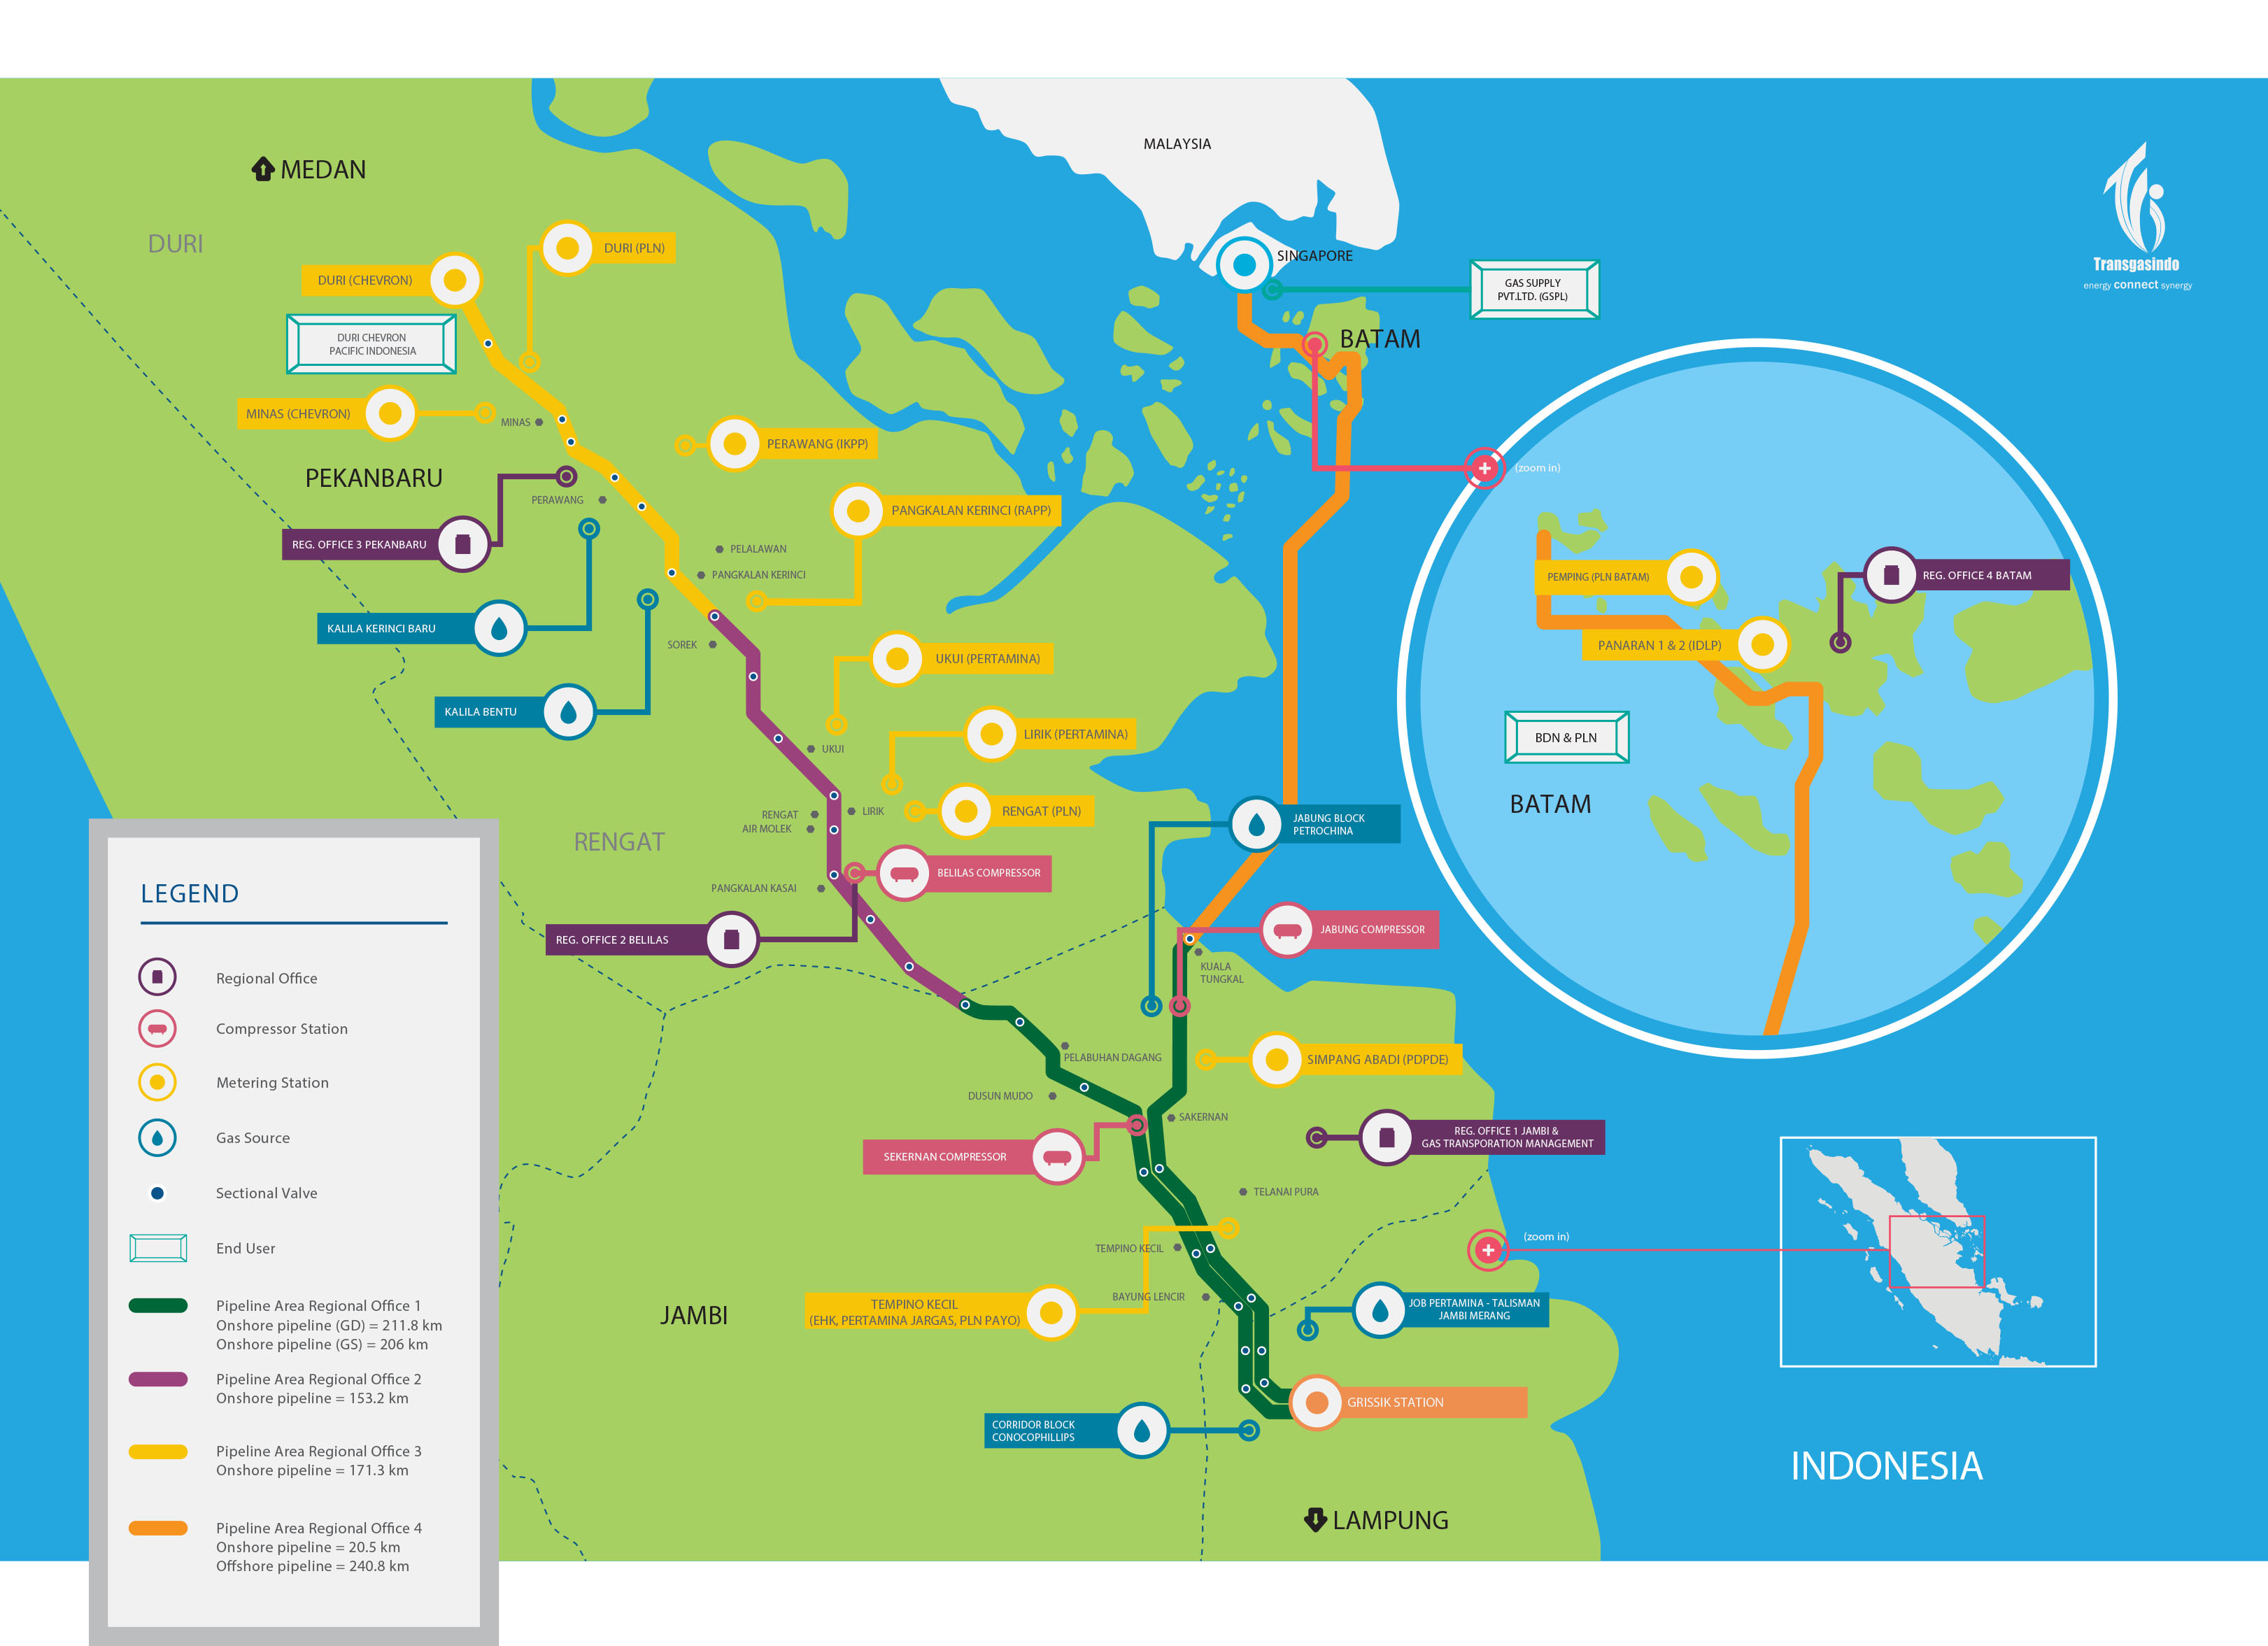 MALAYSIA
MEDAN
DURI
DURI (PLN)
SINGAPORE
Transgasindo
energy connect synergy
DURI (CHEVRON)
GAS SUPPLY
PVT.LTD. (GSPL)
DURI CHEVRON
PACIFIC INDONESIA
BATAM
MINAS (CHEVRON)
MINAS
PERAWANG (IKPP)
(zoom in)
PEKANBARU
PERAWANG
PANGKALAN KERINCI (RAPP)
REG. OFFICE 3 PEKANBARU
PELALAWAN
PANGKALAN KERINCI
PEMPING (PLN BATAM)
REG. OFFICE 4 BATAM
KALILA KERINCI BARU
SOREK
PANARAN 1 & 2 (IDLP)
UKUI (PERTAMINA)
KALILA BENTU
LIRIK (PERTAMINA)
BDN & PLN
UKUI
BATAM
RENGAT
LIRIK
RENGAT (PLN)
AIR MOLEK
JABUNG BLOCK
PETROCHINA
RENGAT
BELILAS COMPRESSOR
PANGKALAN KASAI
REG. OFFICE 2 BELILAS
JABUNG COMPRESSOR
KUALA
TUNGKAL
PELABUHAN DAGANG
SIMPANG ABADI (PDPDE)
DUSUN MUDO
SAKERNAN
REG. OFFICE 1 JAMBI &
GAS TRANSPORATION MANAGEMENT
SEKERNAN COMPRESSOR
TELANAI PURA
(zoom in)
TEMPINO KECIL
BAYUNG LENCIR
TEMPINO KECIL
(EHK, PERTAMINA JARGAS, PLN PAYO)
JAMBI
JOB PERTAMINA - TALISMAN
JAMBI MERANG
GRISSIK STATION
CORRIDOR BLOCK
CONOCOPHILLIPS
INDONESIA
LAMPUNG
LEGEND
Regional Office
Compressor Station
Metering Station
Gas Source
Sectional Valve
End User
Pipeline Area Regional Office 1
Onshore pipeline (GD) = 211.8 km
Onshore pipeline (GS) = 206 km
Pipeline Area Regional Office 2
Onshore pipeline = 153.2 km
Pipeline Area Regional Office 3
Onshore pipeline = 171.3 km
Pipeline Area Regional Office 4
Onshore pipeline = 20.5 km
Offshore pipeline = 240.8 km